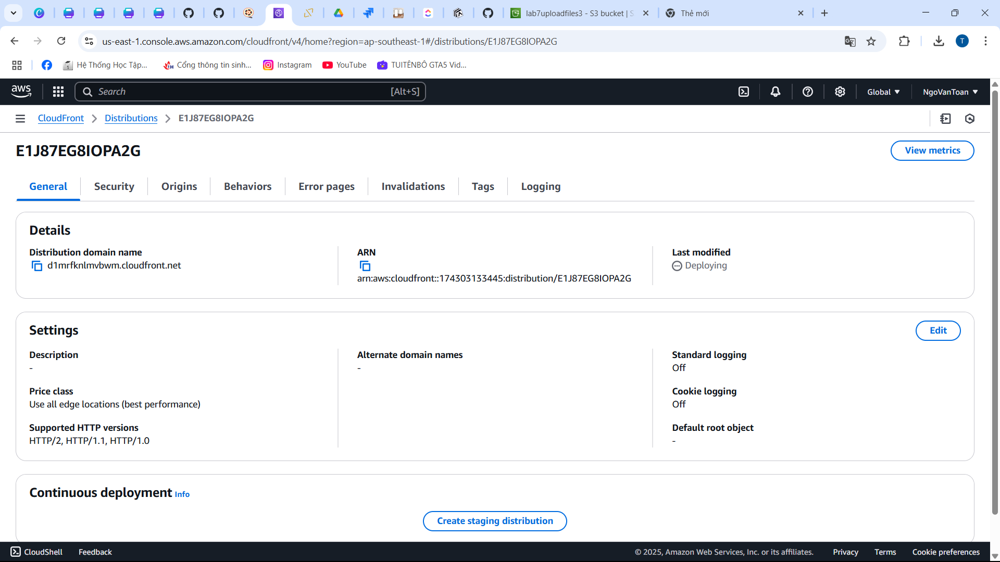 lab7uploadfiles3 - S3 bucket | S
Thẻ mới
us-east-1.console.aws.amazon.com/cloudfront/v4/home?region=ap-southeast-1#/distributions/E1J87EG8IOPA2G
T
Hệ Thống Học Tập...
Cổng thông tin sinh...
Instagram
YouTube
TUITÊNBÔ GTA5 Vid...
aws
Search
[Alt+S]
Global
NgoVanToan
CloudFront
Distributions
E1J87EG8IOPA2G
E1J87EG8IOPA2G
View metrics
General
Security
Origins
Behaviors
Error pages
Invalidations
Tags
Logging
Details
Distribution domain name
d1mrfknlmvbwm.cloudfront.net
ARN
arn:aws:cloudfront::174303133445:distribution/E1J87EG8IOPA2G
Last modified
Deploying
Settings
Edit
Description
-
Price class
Use all edge locations (best performance)
Supported HTTP versions
HTTP/2, HTTP/1.1, HTTP/1.0
Alternate domain names
-
Standard logging
Off
Cookie logging
Off
Default root object
-
Continuous deployment Info
Create staging distribution
CloudShell
Feedback
© 2025, Amazon Web Services, Inc. or its affiliates.
Privacy
Terms
Cookie preferences